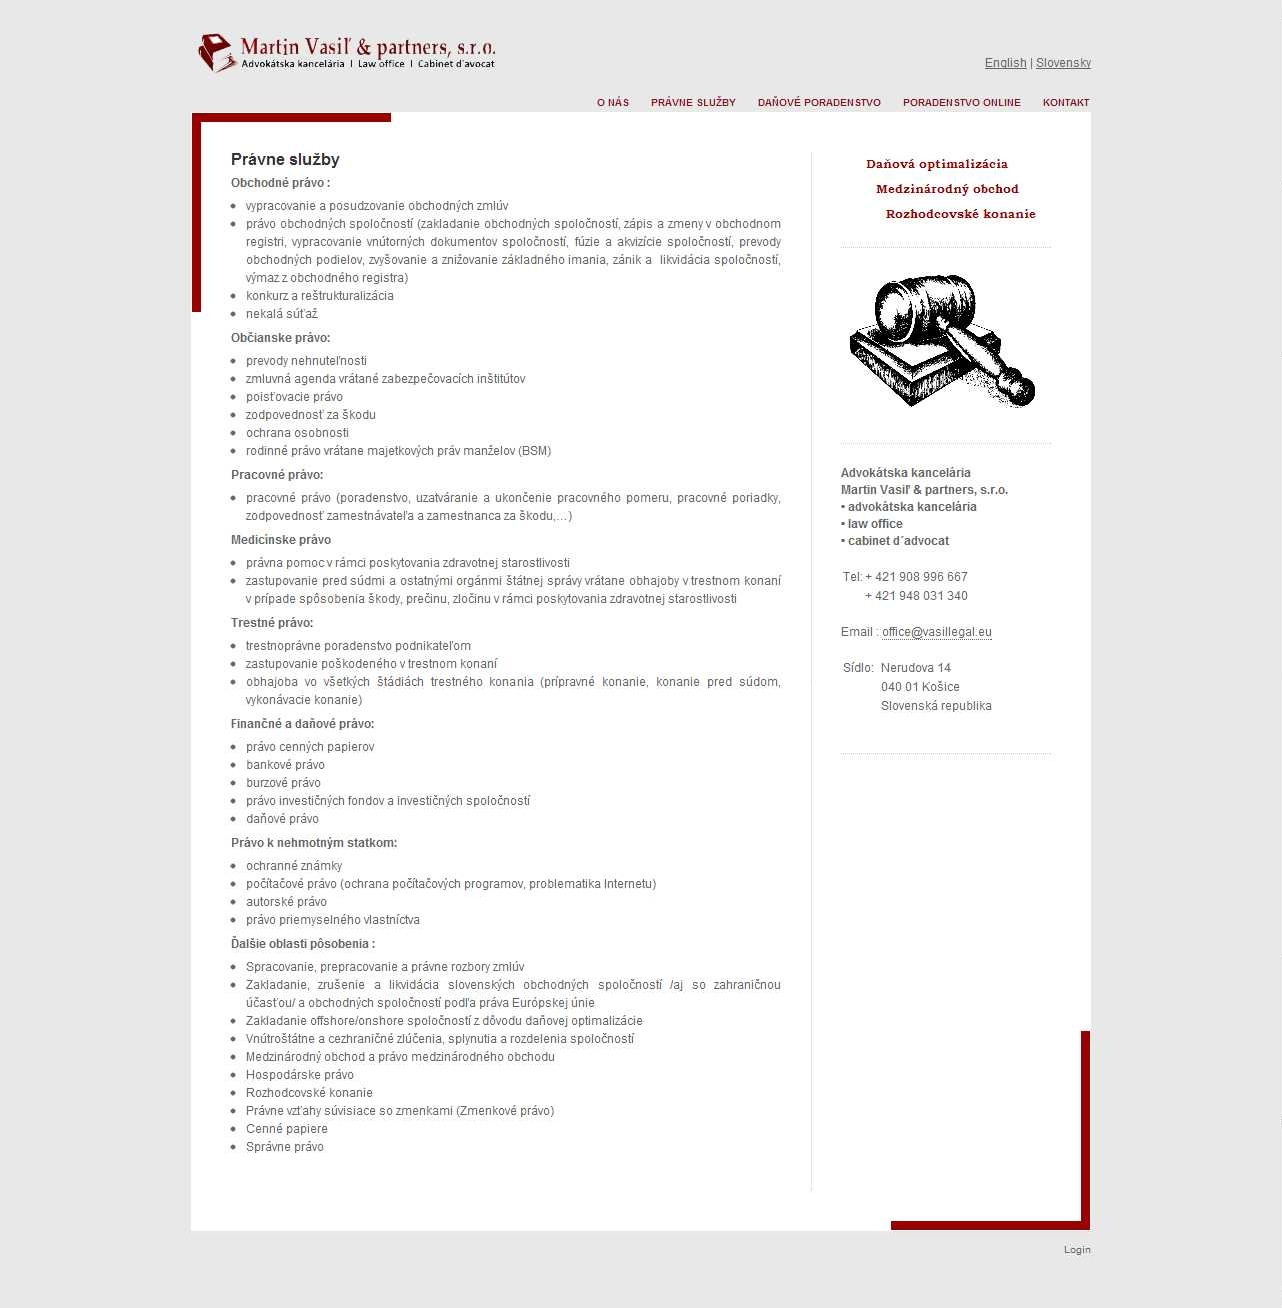 Martin Vasiľ & partners, s.r.o.
Advokátska kancelária | Law office | Cabinet d´avocat
English | Slovensky
O NÁS PRÁVNE SLUŽBY DAŇOVÉ PORADENSTVO PORADENSTVO ONLINE KONTAKT
Právne služby
Obchodné právo :
• vypracovanie a posudzovanie obchodných zmlúv
• právo obchodných spoločností (zakladanie obchodných spoločností, zápis a zmeny v obchodnom
registri, vypracovanie vnútorných dokumentov spoločností, fúzie a akvizície spoločností, prevody
obchodných podielov, zvyšovanie a znižovanie základného imania, zánik a likvidácia spoločností,
výmaz z obchodného registra)
• konkurz a reštrukturalizácia
• nekalá súťaž
Občianske právo:
• prevody nehnuteľnosti
• zmluvná agenda vrátané zabezpečovacích inštitútov
• poisťovacie právo
• zodpovednosť za škodu
• ochrana osobnosti
• rodinné právo vrátane majetkových práv manželov (BSM)
Pracovné právo:
• pracovné právo (poradenstvo, uzatváranie a ukončenie pracovného pomeru, pracovné poriadky,
zodpovednosť zamestnávateľa a zamestnanca za škodu,...)
Medicínske právo
• právna pomoc v rámci poskytovania zdravotnej starostlivosti
• zastupovanie pred súdmi a ostatnými orgánmi štátnej správy vrátane obhajoby v trestnom konaní
v prípade spôsobenia škody, prečinu, zločinu v rámci poskytovania zdravotnej starostlivosti
Trestné právo:
• trestnoprávne poradenstvo podnikateľom
• zastupovanie poškodeného v trestnom konaní
• obhajoba vo všetkých štádiách trestného konania (prípravné konanie, konanie pred súdom,
vykonávacie konanie)
Finančné a daňové právo:
• právo cenných papierov
• bankové právo
• burzové právo
• právo investičných fondov a investičných spoločností
• daňové právo
Právo k nehmotným statkom:
• ochranné známky
• počítačové právo (ochrana počítačových programov, problematika Internetu)
• autorské právo
• právo priemyselného vlastníctva
Ďalšie oblasti pôsobenia :
• Spracovanie, prepracovanie a právne rozbory zmlúv
• Zakladanie, zrušenie a likvidácia slovenských obchodných spoločností /aj so zahraničnou
účasťou/ a obchodných spoločností podľa práva Európskej únie
• Zakladanie offshore/onshore spoločností z dôvodu daňovej optimalizácie
• Vnútroštátne a cezhraničné zlúčenia, splynutia a rozdelenia spoločností
• Medzinárodný obchod a právo medzinárodného obchodu
• Hospodárske právo
• Rozhodcovské konanie
• Právne vzťahy súvisiace so zmenkami (Zmenkové právo)
• Cenné papiere
• Správne právo
Daňová optimalizácia
Medzinárodný obchod
Rozhodcovské konanie
Advokátska kancelária
Martin Vasiľ & partners, s.r.o.
• advokátska kancelária
• law office
• cabinet d´advocat
Tel: + 421 908 996 667
+ 421 948 031 340
Email : office@vasillegal.eu
Sídlo: Nerudova 14
040 01 Košice
Slovenská republika
Login